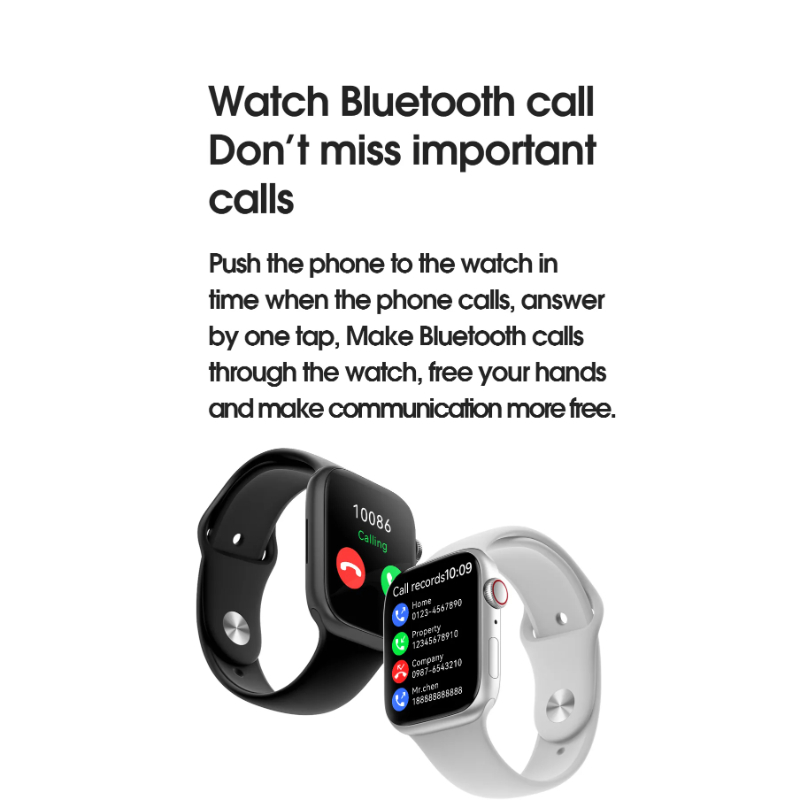 Watch Bluetooth call
Don't miss important
calls
Push the phone to the watch in
time when the phone calls, answer
by one tap, Make Bluetooth calls
through the watch, free your hands
and make communication more free.
10086
Calling
Call records10:09
Home
0123-4567890
Property
12345678910
Company
0987-6543210
Mr.chen
188888888888